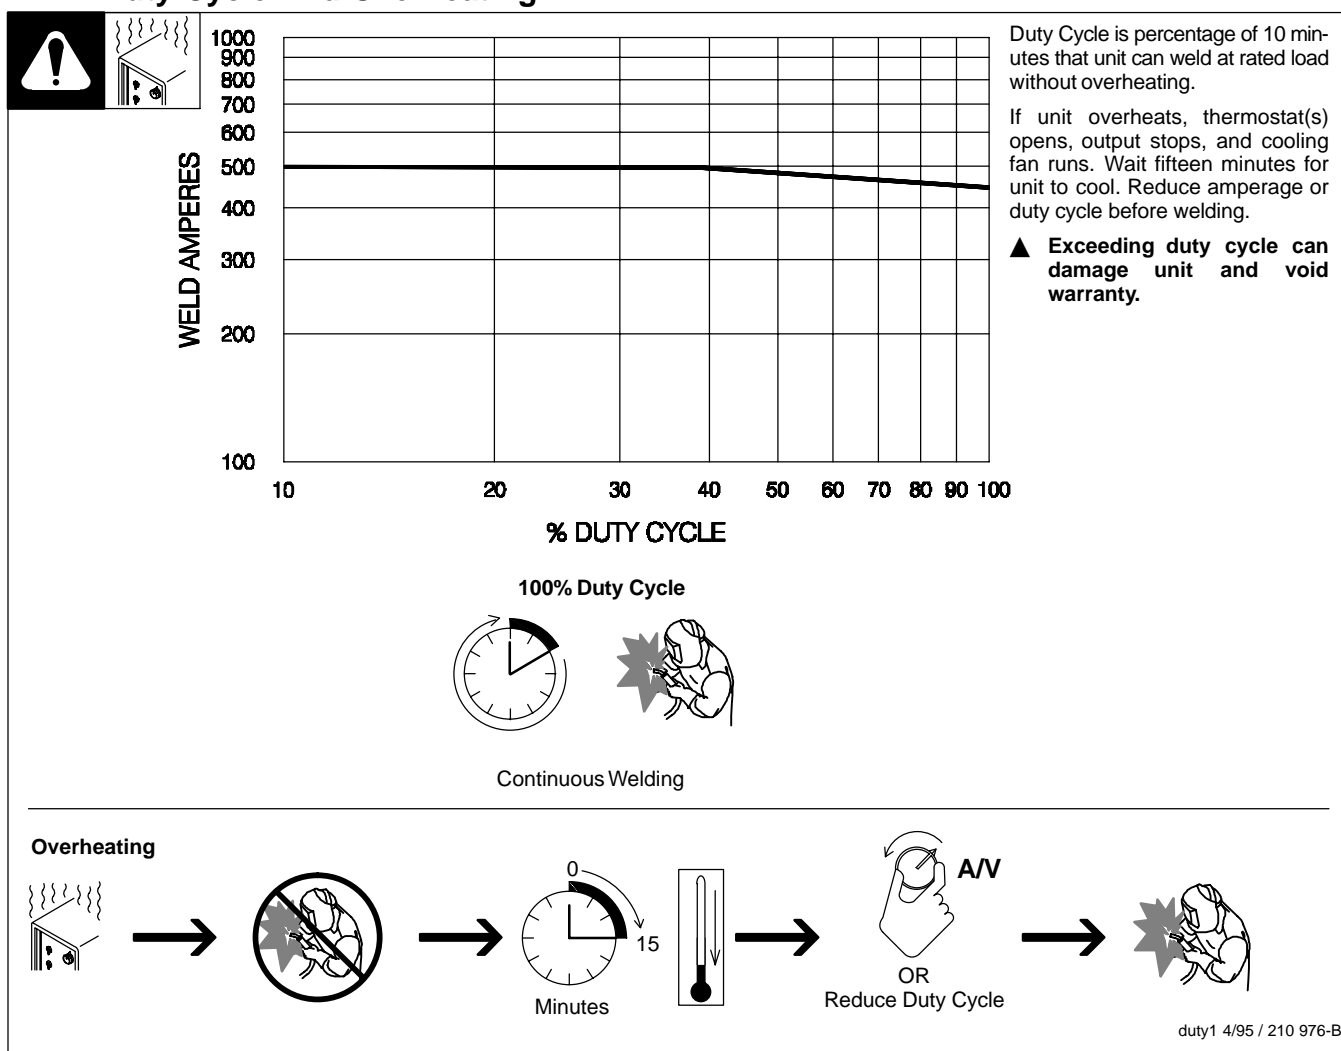 1000
900
800
700
600
500
400
300
200
100
WELD AMPERES
10 20 30 40 50 60 70 80 90 100
% DUTY CYCLE
Duty Cycle is percentage of 10 min-
utes that unit can weld at rated load
without overheating.
If unit overheats, thermostat(s)
opens, output stops, and cooling
fan runs. Wait fifteen minutes for
unit to cool. Reduce amperage or
duty cycle before welding.
Exceeding duty cycle can
damage unit and void
warranty.
100% Duty Cycle
Continuous Welding
Overheating
0
15
Minutes
A/V
OR
Reduce Duty Cycle
duty1 4/95 / 210 976-B